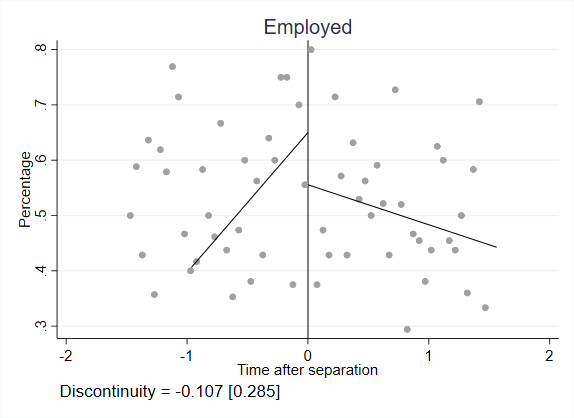 Employed
Percentage
.8
.7
.6
.5
.4
.3
-2 -1 0 1 2
Time after separation
Discontinuity = -0.107 [0.285]